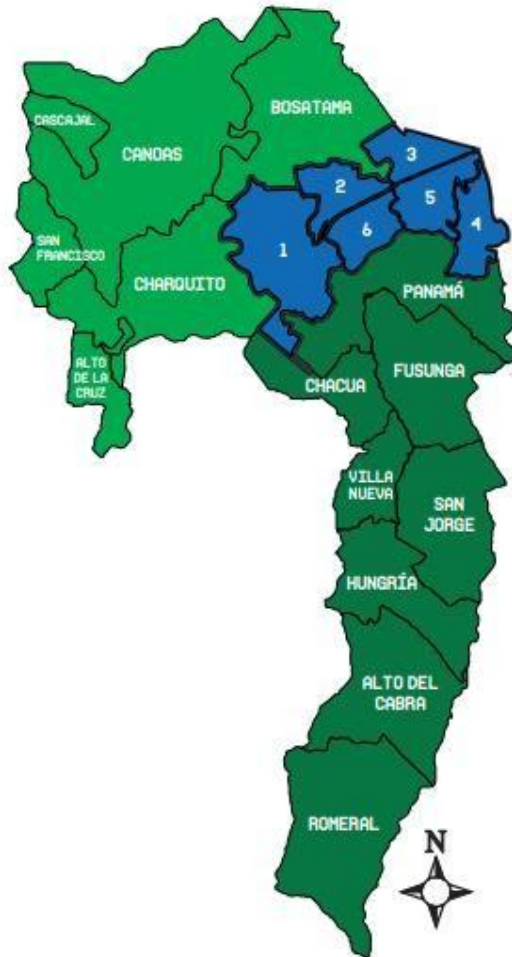 BOSATAMA
CASCAJAL
CANOAS
3
2
5
SAN
FRANCISCO
1
6
4
CHARQUITO
PANAMÁ
ALTO
DE LA
CRUZ
CHACUA
FUSUNGA
VILLA
NUEVA
SAN
JORGE
HUNGRÍA
ALTO DEL
CABRA
ROMERAL
N